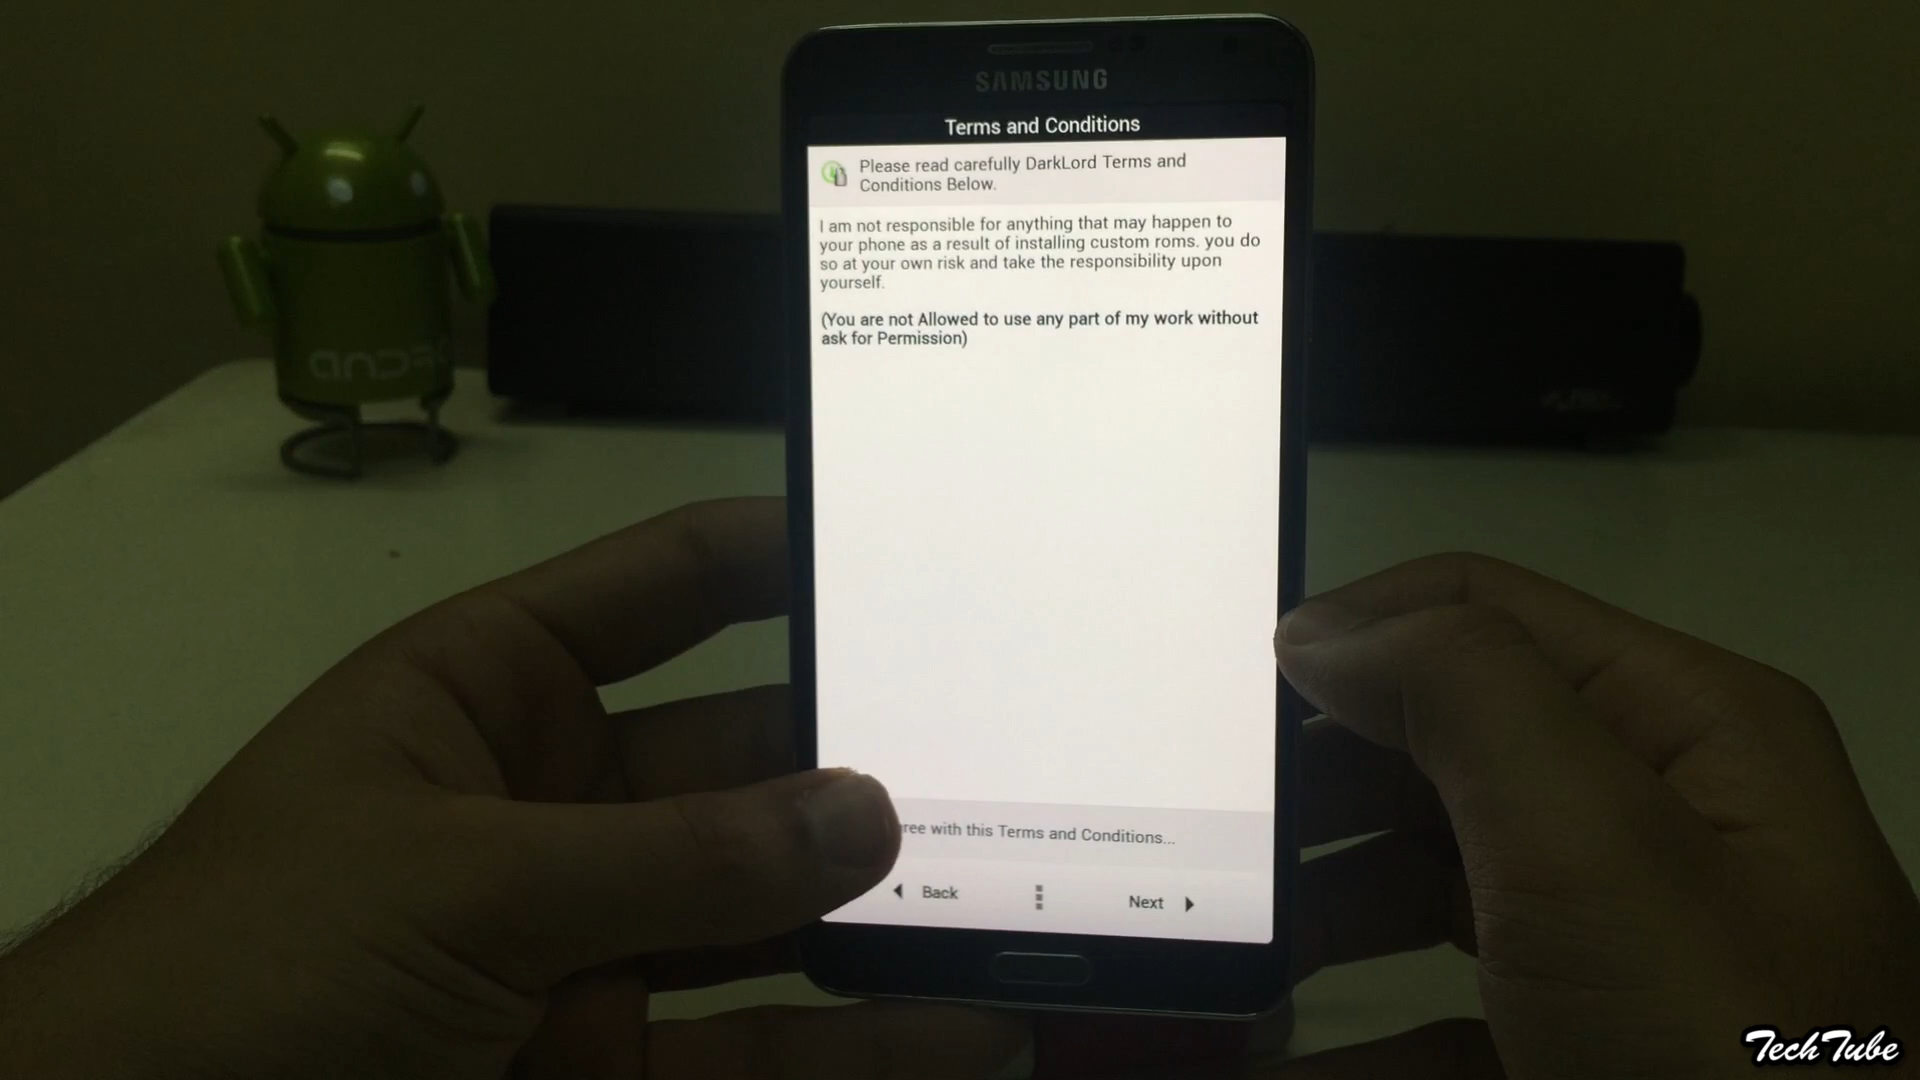 SAMSUNG
Terms and Conditions
Please read carefully DarkLord Terms and
Conditions Below.
I am not responsible for anything that may happen to
your phone as a result of installing custom roms. you do
so at your own risk and take the responsibility upon
yourself.
(You are not Allowed to use any part of my work without
ask for Permission)
with this Terms and Conditions...
Back
Next
TechTube